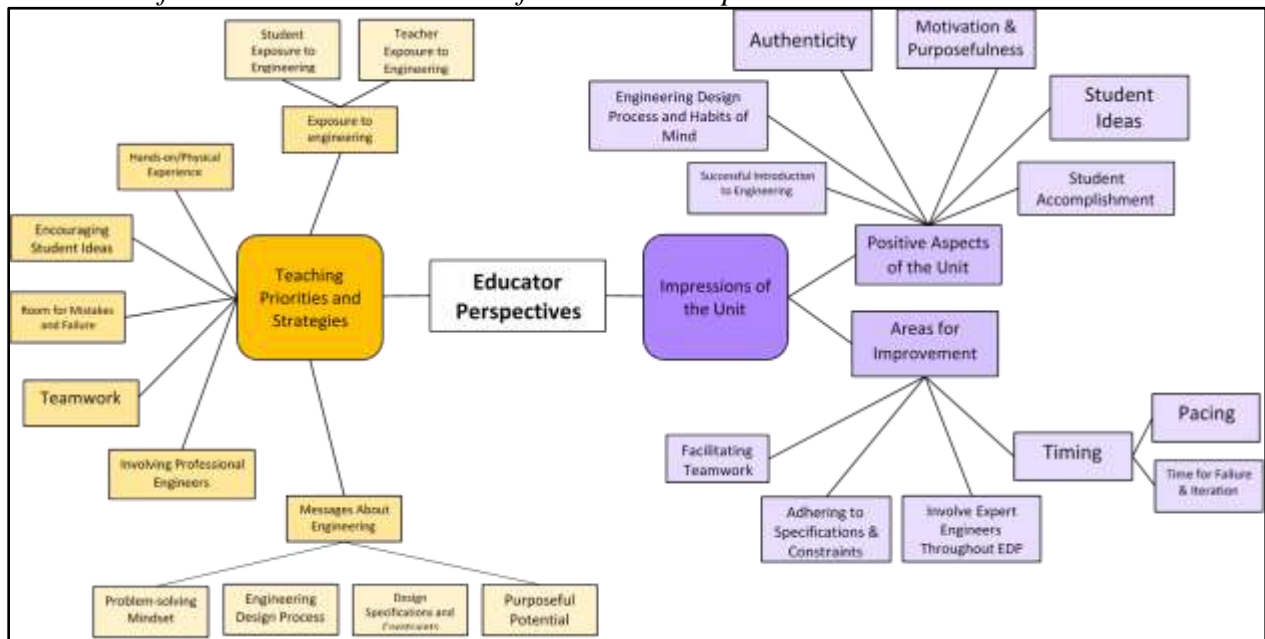 Student
Exposure to
Engineering
Teacher
Exposure to
Engineering
Exposure to
engineering
Hands-on/Physical
Experience
Encouraging
Student Ideas
Room for Mistakes
and Failure
Teamwork
Involving Professional
Engineers
Teaching
Priorities and
Strategies
Messages About
Engineering
Problem-solving
Mindset
Engineering
Design Process
Design
Specifications and
Constraints
Purposeful
Potential
Educator
Perspectives
Impressions of
the Unit
Authenticity
Motivation &
Purposefulness
Engineering Design
Process and Habits of
Mind
Student
Ideas
Successful Introduction
to Engineering
Student
Accomplishment
Positive Aspects
of the Unit
Areas for
Improvement
Facilitating
Teamwork
Adhering to
Specifications &
Constraints
Involve Expert
Engineers
Throughout EDP
Timing
Pacing
Time for Failure
& Iteration